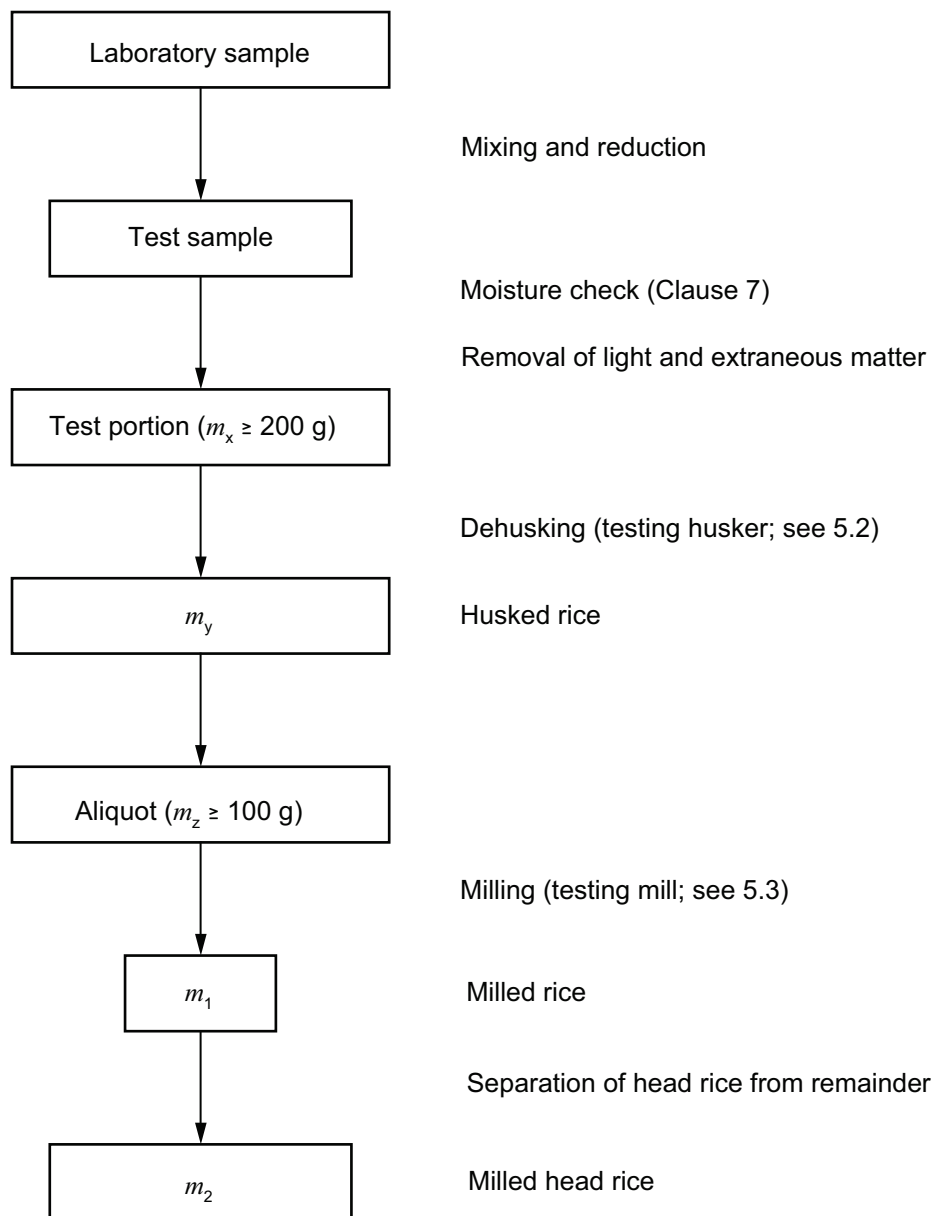 Laboratory sample
Mixing and reduction
Test sample
Moisture check (Clause 7)
Removal of light and extraneous matter
Test portion (mx ≥ 200 g)
Dehusking (testing husker; see 5.2)
my
Husked rice
Aliquot (mz ≥ 100 g)
Milling (testing mill; see 5.3)
m1
Milled rice
Separation of head rice from remainder
m2
Milled head rice